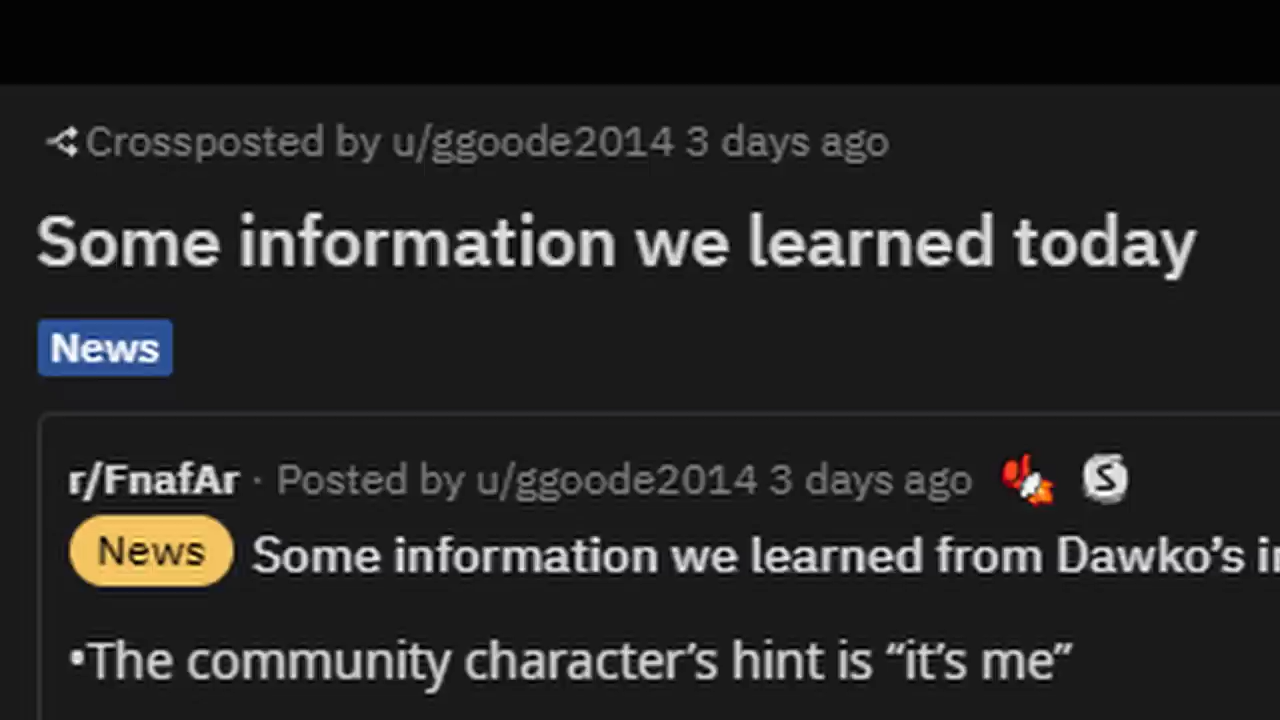 Crossposted by u/ggoode2014 3 days ago
Some information we learned today
News
r/FnafAr · Posted by u/ggoode2014 3 days ago
News Some information we learned from Dawko’s
•The community character’s hint is “it’s me”